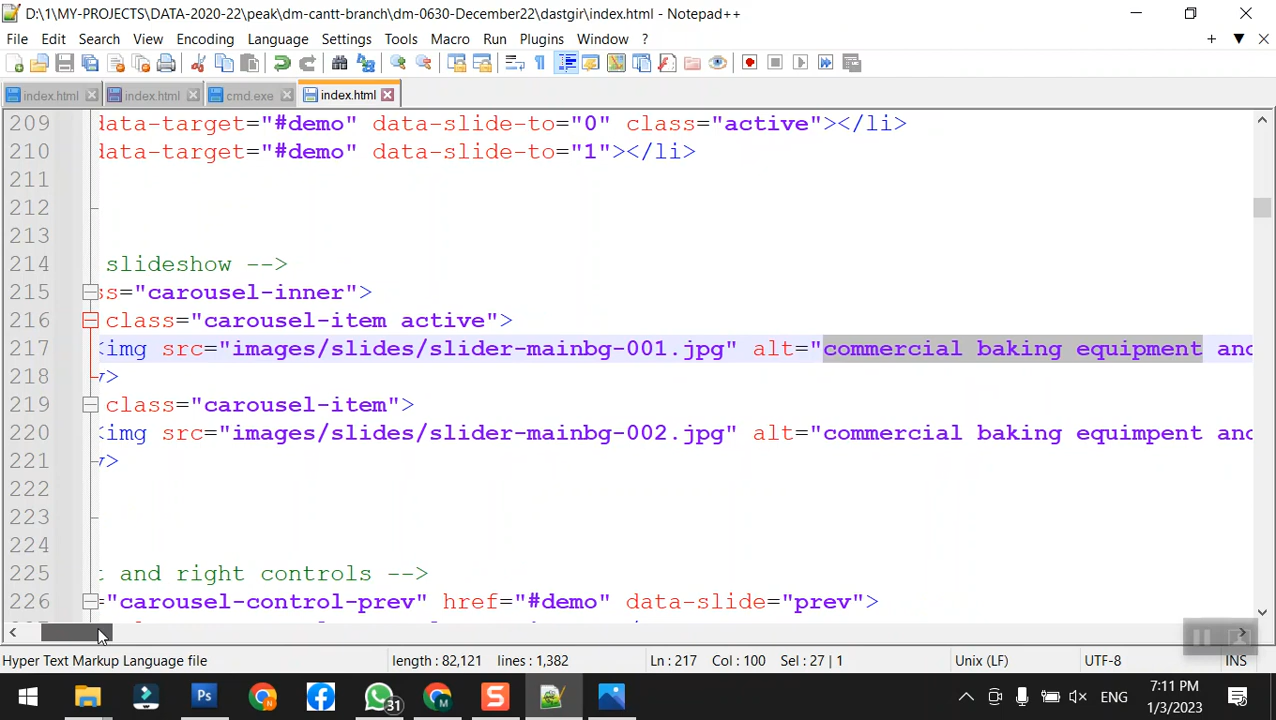 D:\1\MY-PROJECTS\DATA-2020-22\peak\dm-cantt-branch\dm-0630-December22\dastgir\index.html - Notepad++
File Edit Search View Encoding Language Settings Tools Macro Run Plugins Window ?
index.html index.html cmd.exe index.html
209 data-target="#demo" data-slide-to="0" class="active"></li>
210 data-target="#demo" data-slide-to="1"></li>
211
212
213
214 slideshow -->
215 ss="carousel-inner">
216 class="carousel-item active">
217 <img src="images/slides/slider-mainbg-001.jpg" alt="commercial baking equipment and
218 v>
219 class="carousel-item">
220 <img src="images/slides/slider-mainbg-002.jpg" alt="commercial baking equimpent and
221 v>
222
223
224
225 t and right controls -->
226 ="carousel-control-prev" href="#demo" data-slide="prev">
Hyper Text Markup Language file length : 82,121 lines : 1,382 Ln : 217 Col : 100 Sel : 27 | 1 Unix (LF) UTF-8 INS
31 ENG 7:11 PM
1/3/2023